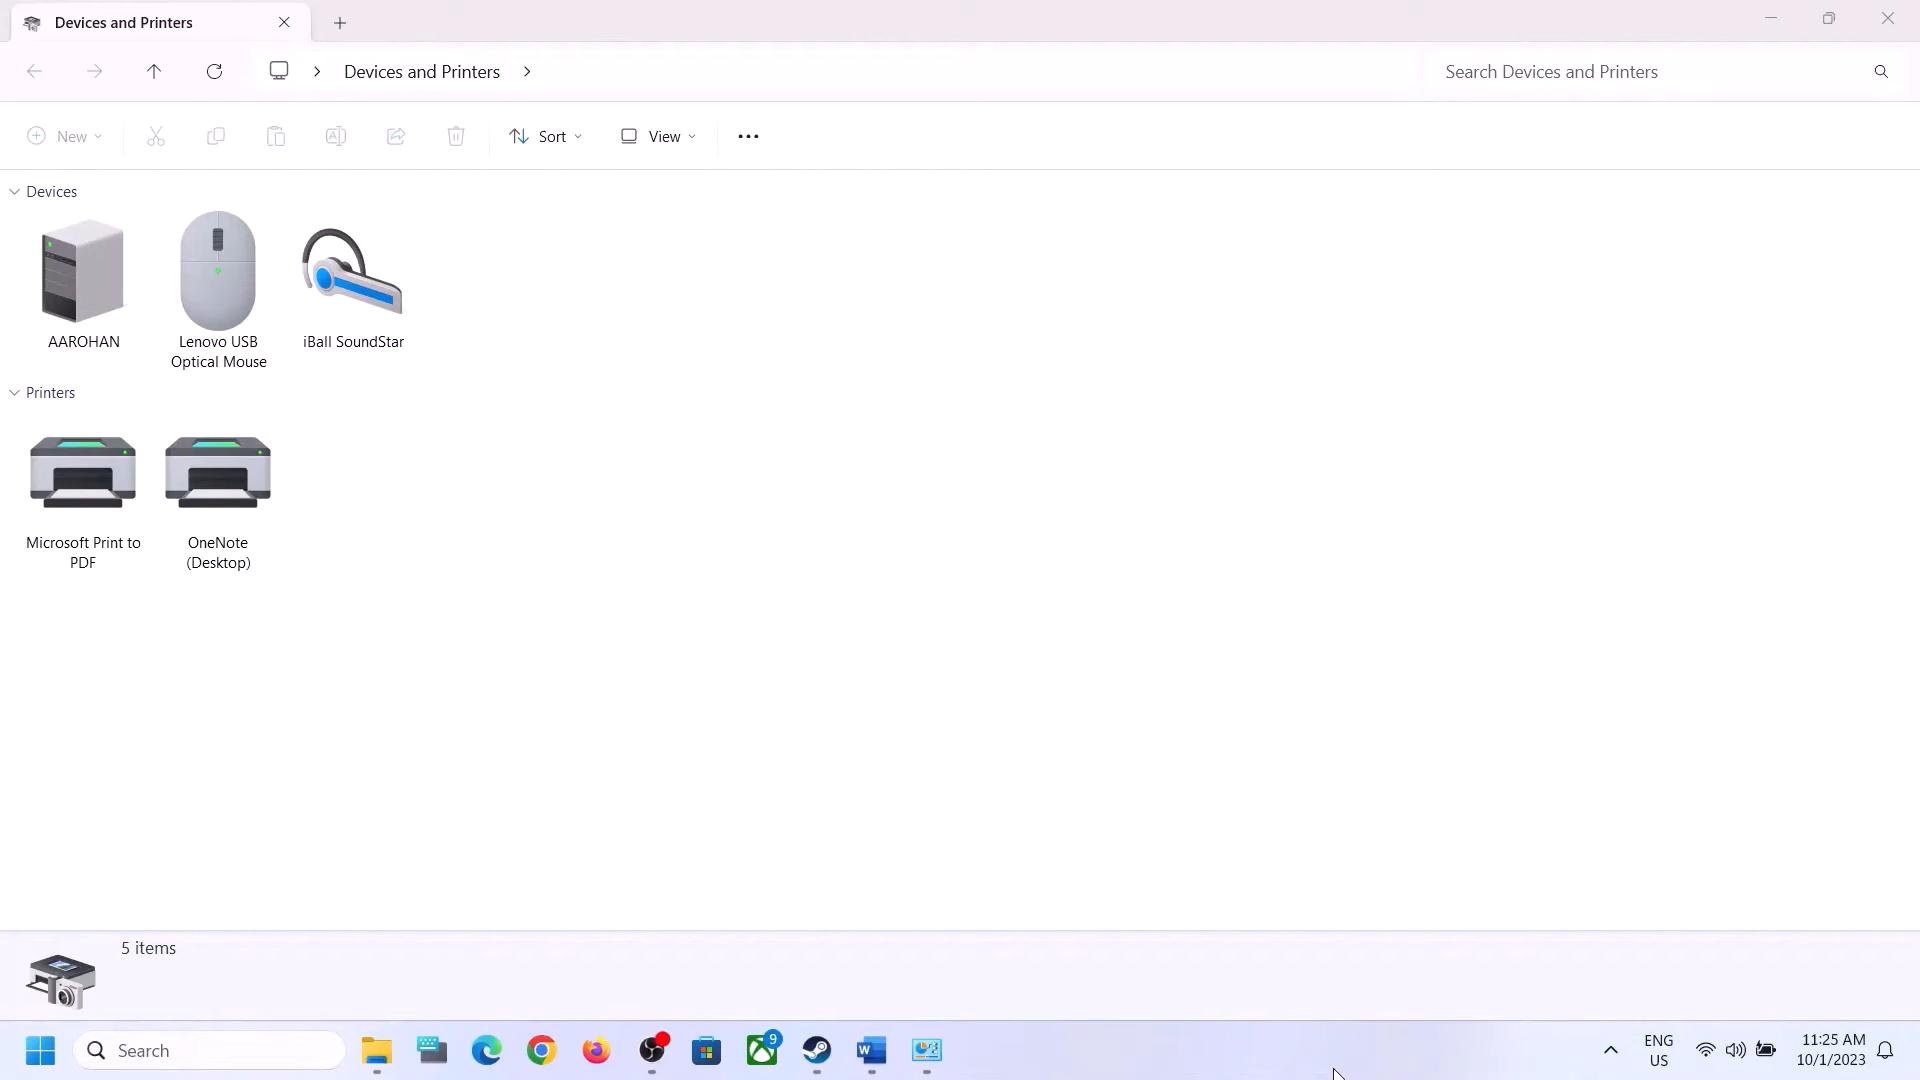 Devices and Printers
Devices and Printers
Search Devices and Printers
New
Sort
View
Devices
AAROHAN
Lenovo USB
Optical Mouse
iBall SoundStar
Printers
Microsoft Print to
PDF
OneNote
(Desktop)
5 items
Search
9
ENG
US
11:25 AM
10/1/2023